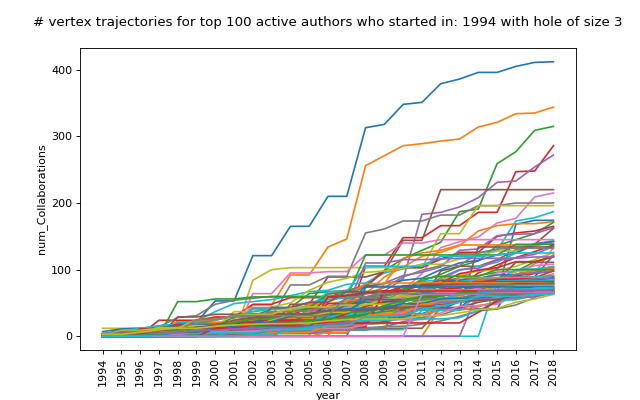 # vertex trajectories for top 100 active authors who started in: 1994 with hole of size 3
400
300
200
100
0
num_Collaborations
1994 1995 1996 1997 1998 1999 2000 2001 2002 2003 2004 2005 2006 2007 2008 2009 2010 2011 2012 2013 2014 2015 2016 2017 2018
year